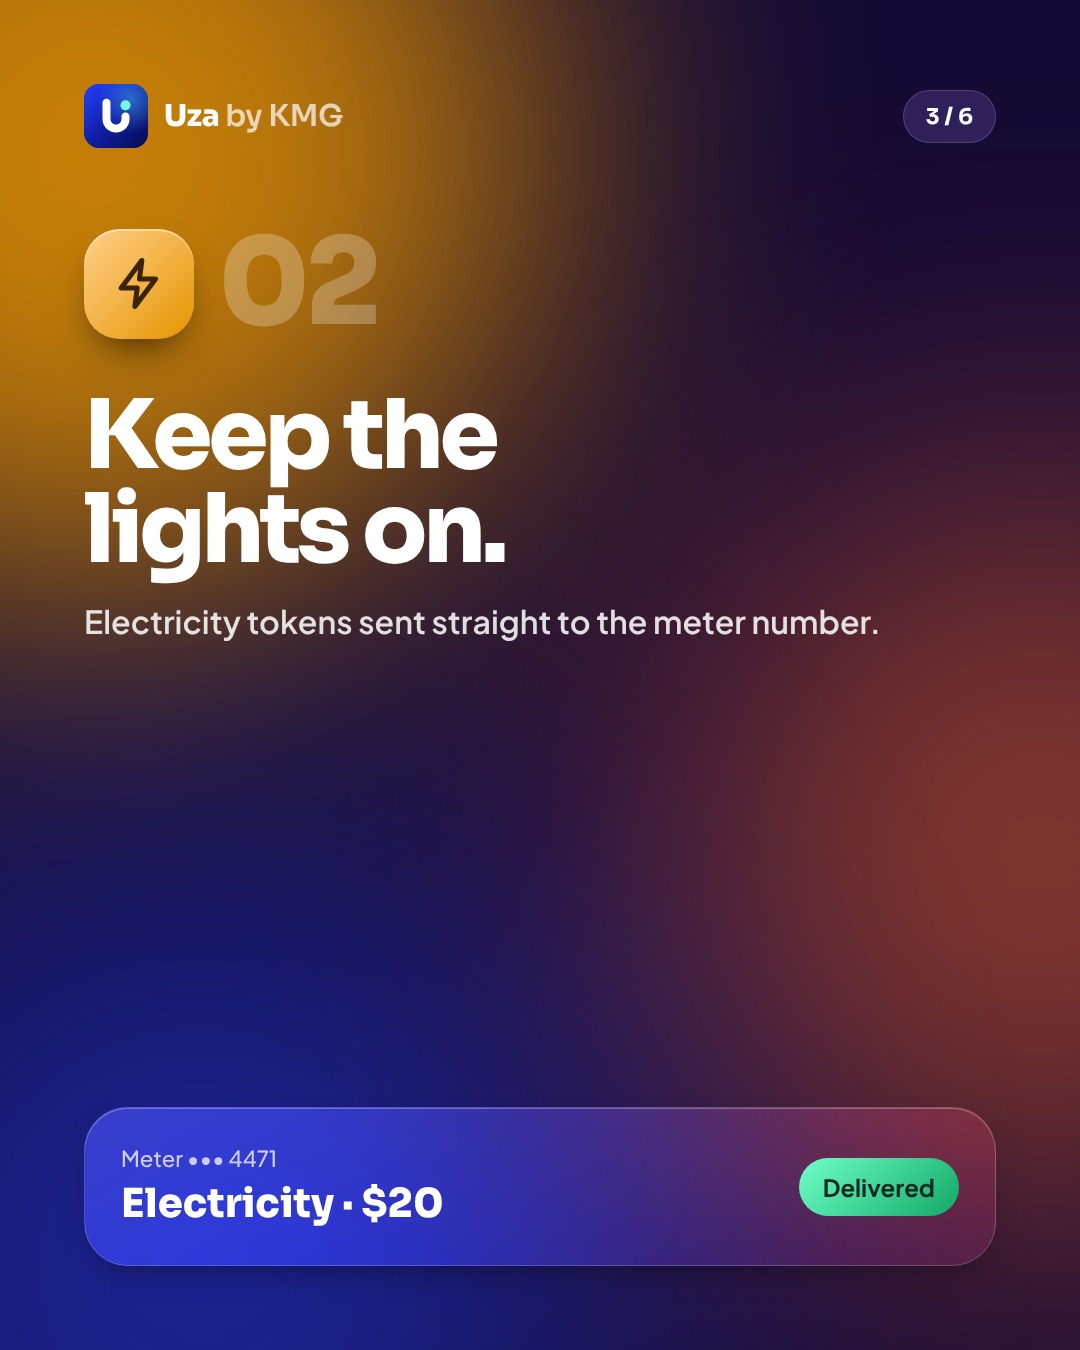 Uza by KMG
3 / 6
02
Keep the
lights on.
Electricity tokens sent straight to the meter number.
Meter ••• 4471
Electricity · $20
Delivered